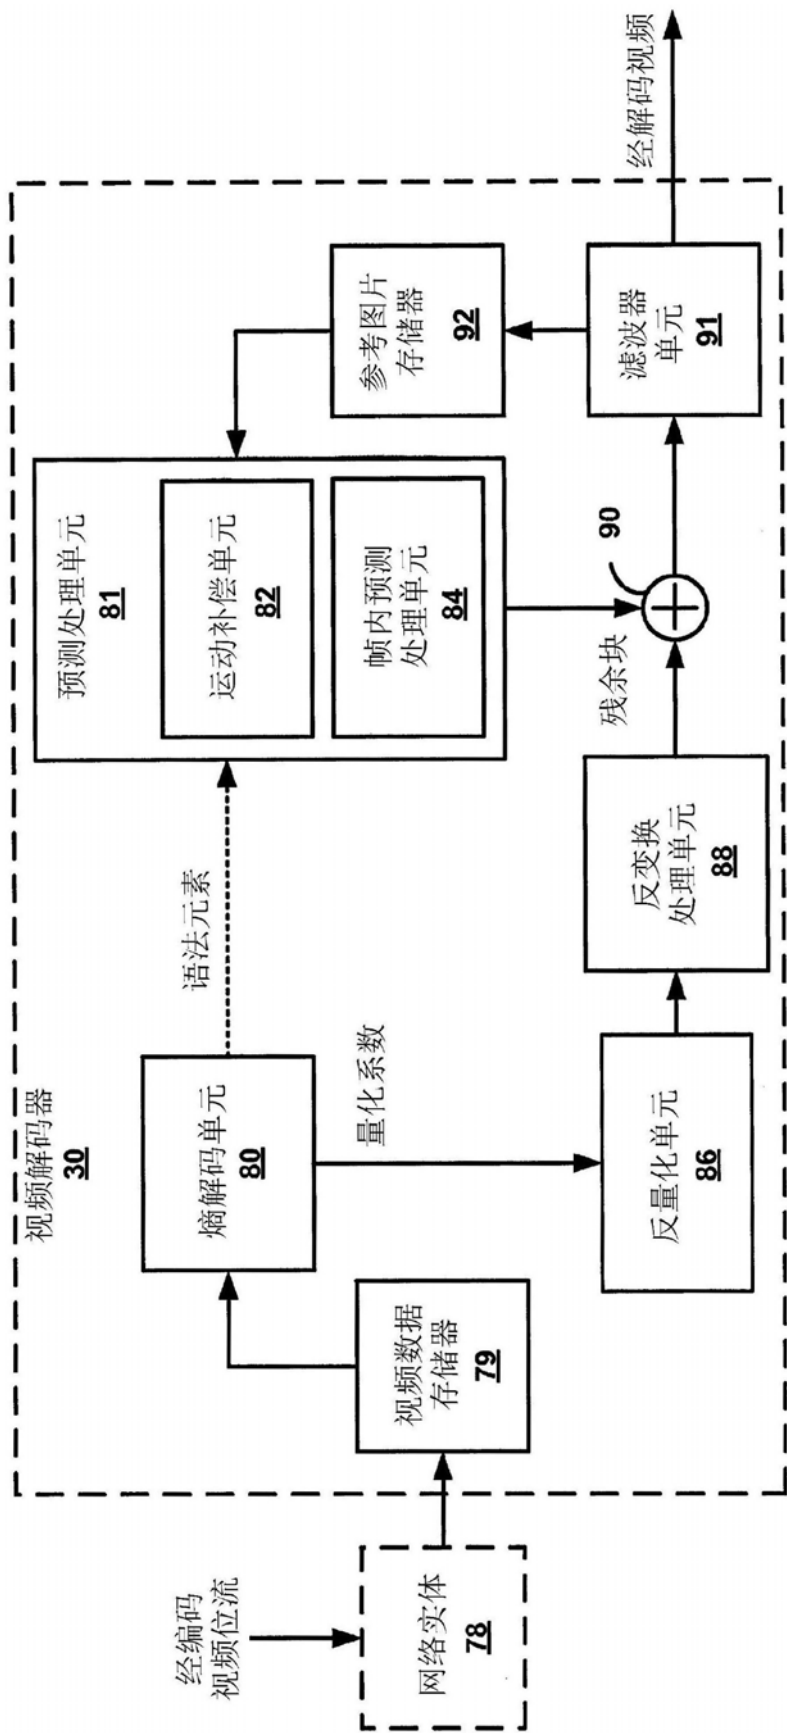 视频解码器
30
经编码
视频位流
网络实体
78
视频数据
存储器
79
熵解码单元
80
语法元素
量化系数
预测处理单元
81
运动补偿单元
82
帧内预测
处理单元
84
反量化单元
86
反变换
处理单元
88
残余块
90
参考图片
存储器
92
滤波器
单元
91
经解码视频